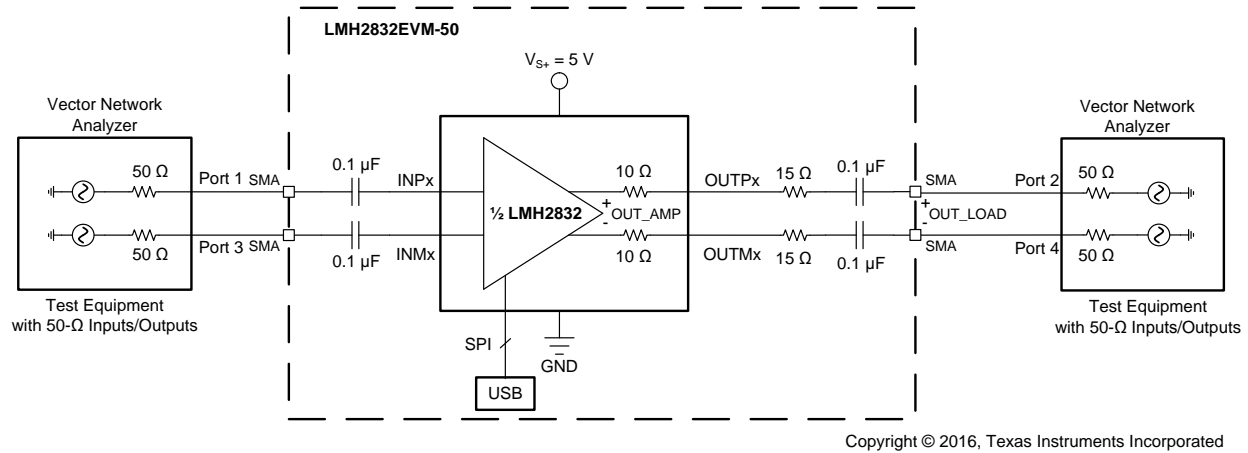 LMH2832EVM-50
VS+ = 5 V
Vector Network
Analyzer
50 Ω
Port 1 SMA
0.1 µF
INPx
10 Ω
OUTPx
15 Ω
0.1 µF
SMA
Port 2
50 Ω
Vector Network
Analyzer
½ LMH2832
+
-
OUT_AMP
+
-
OUT_LOAD
50 Ω
Port 3 SMA
0.1 µF
INMx
10 Ω
OUTMx
15 Ω
0.1 µF
SMA
Port 4
50 Ω
Test Equipment
with 50-Ω Inputs/Outputs
SPI
GND
USB
Test Equipment
with 50-Ω Inputs/Outputs
Copyright © 2016, Texas Instruments Incorporated